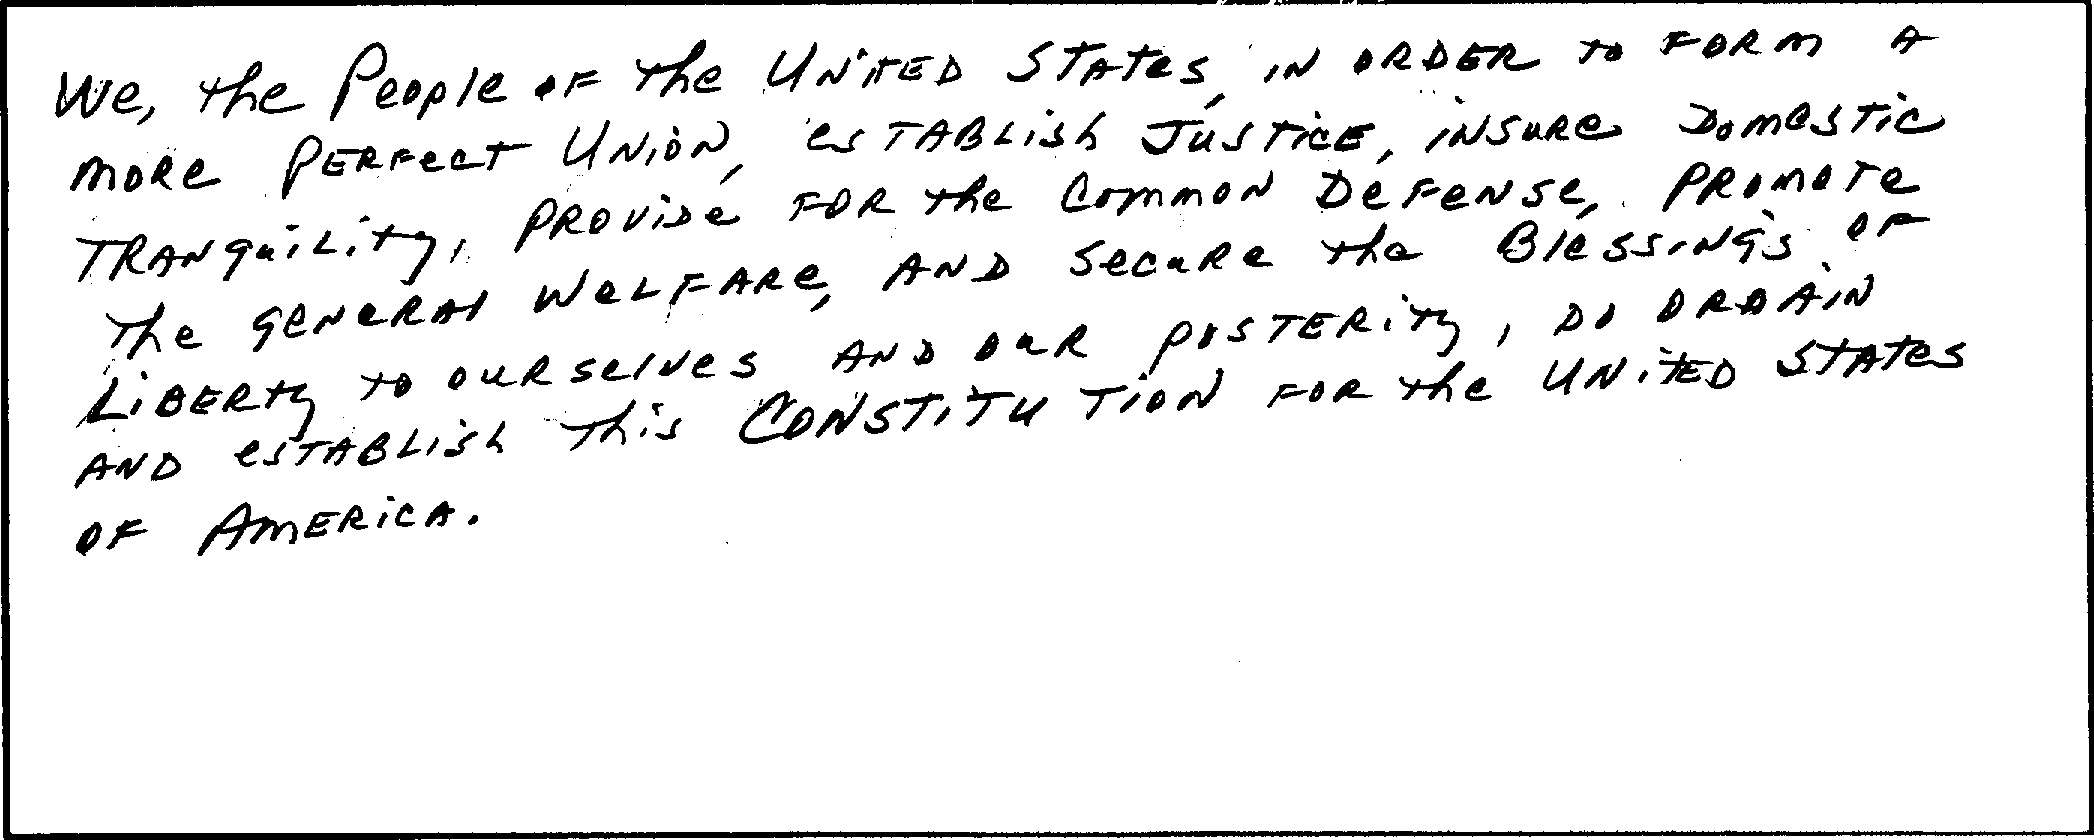 We, the People of the United States, in order to form a
more perfect Union, establish Justice, insure Domestic
Tranquility, provide for the Common Defense, promote
the general welfare, and secure the Blessings of
Liberty to ourselves and our posterity, do ordain
and establish this Constitution for the United States
of America.